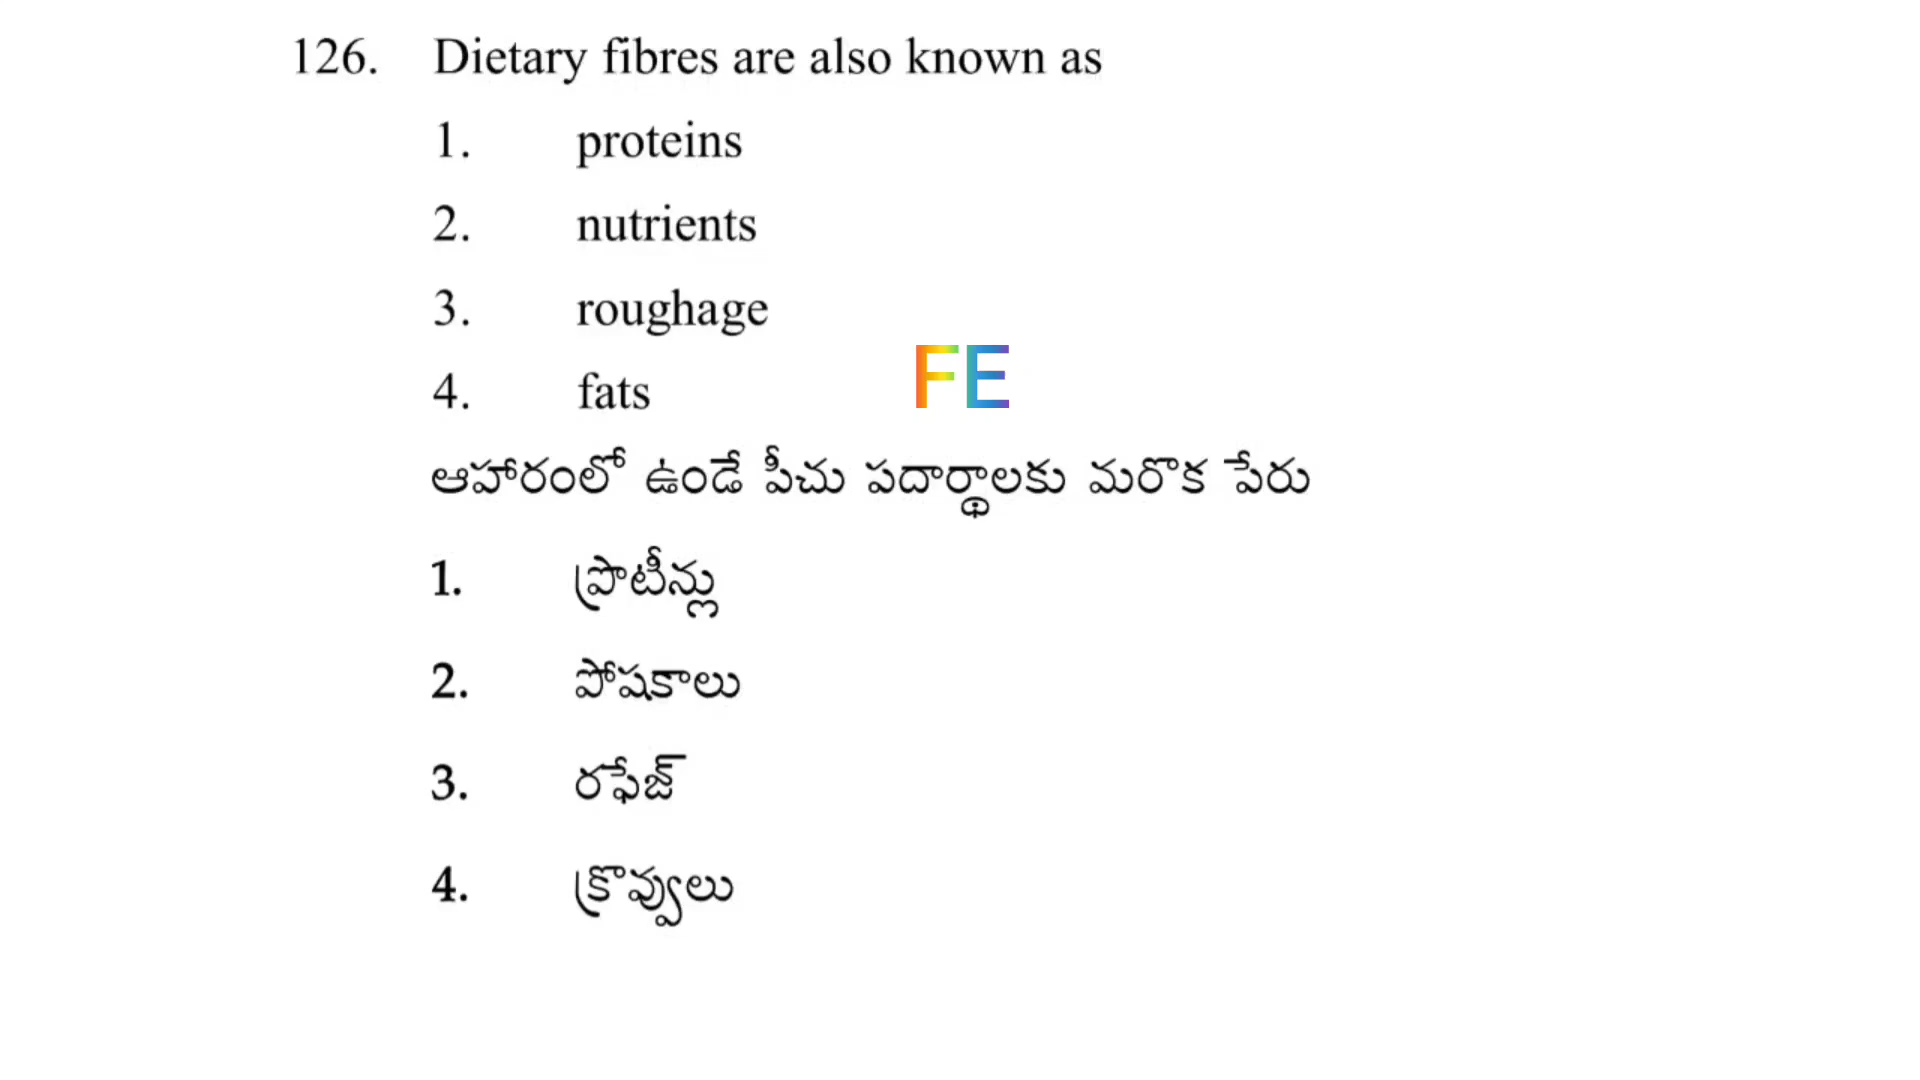 126. Dietary fibres are also known as
1. proteins
2. nutrients
3. roughage
4. fats
FE
ఆహారంలో ఉండే పీచు పదార్థాలకు మరొక పేరు
1. ప్రొటీన్లు
2. పోషకాలు
3. రఫేజ్
4. క్రొవ్వులు